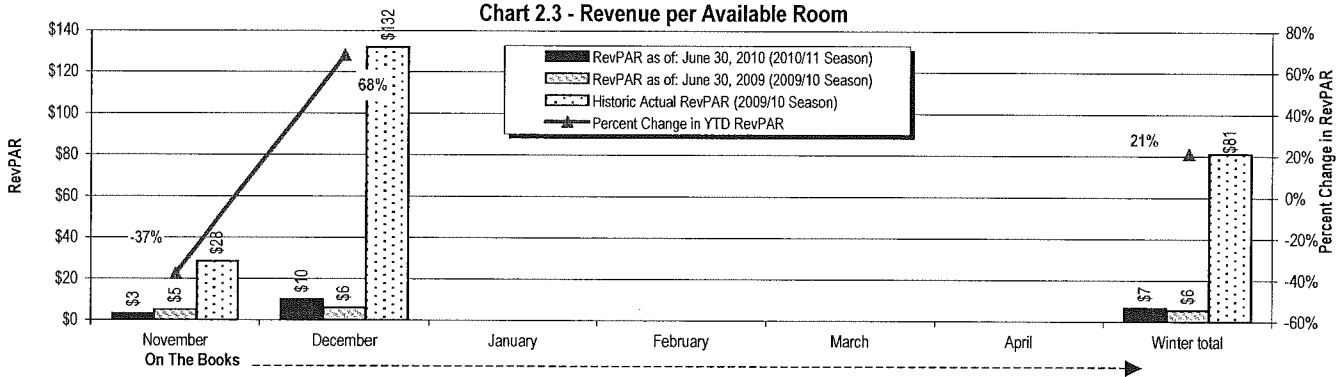 Chart 2.3 - Revenue per Available Room
$140
$120
$100
$80
$60
$40
$20
$0
RevPAR
80%
60%
40%
20%
0%
-20%
-40%
-60%
Percent Change in RevPAR
RevPAR as of: June 30, 2010 (2010/11 Season)
RevPAR as of: June 30, 2009 (2009/10 Season)
Historic Actual RevPAR (2009/10 Season)
Percent Change in YTD RevPAR
-37%
68%
21%
$3
$5
$28
$10
$6
$132
$7
$6
$81
November
December
January
February
March
April
Winter total
On The Books